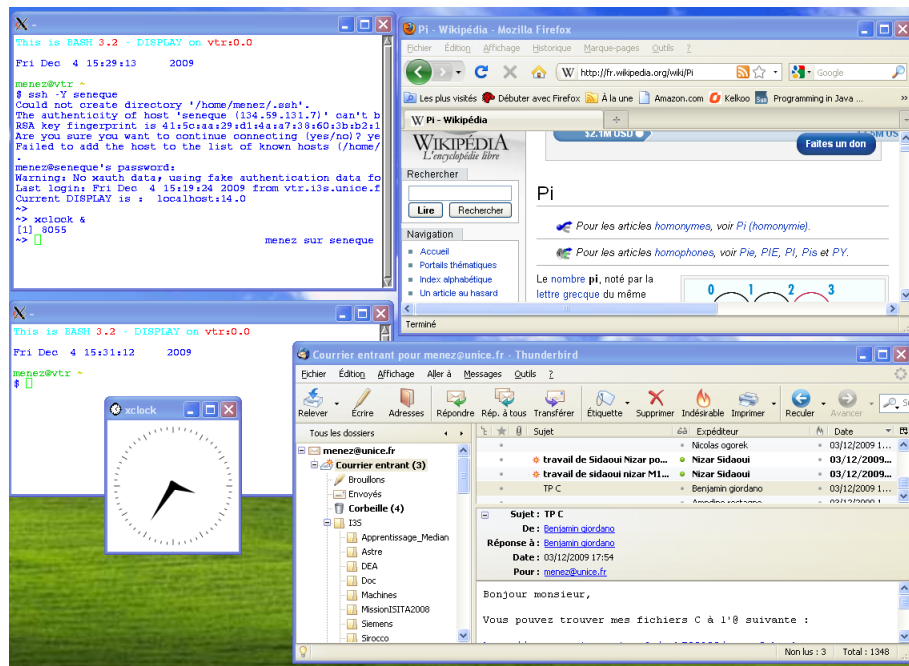 This is BASH 3.2 - DISPLAY on vtr:0.0
Fri Dec 4 15:29:13 2009
menez@vtr ~
$ ssh -Y seneque
Could not create directory '/home/menez/.ssh'.
The authenticity of host 'seneque (134.59.131.7)' can't b
RSA key fingerprint is 41:5c:aa:29:d1:4a:a7:38:60:3b:b2:1
Are you sure you want to continue connecting (yes/no)? ye
Failed to add the host to the list of known hosts (/home/
.
menez@seneque's password:
Warning: No xauth data; using fake authentication data fo
Last login: Fri Dec 4 15:19:24 2009 from vtr.i3s.unice.f
Current DISPLAY is : localhost:14.0
~>
~> xclock &
[1] 8055
~> menez sur seneque
Pi - Wikipédia - Mozilla Firefox
Fichier Édition Affichage Historique Marque-pages Outils ?
http://fr.wikipedia.org/wiki/Pi
Google
Les plus visités Débuter avec Firefox À la une Amazon.com Kelkoo Programming in Java ... »
Pi - Wikipédia
WIKIPÉDIA
L'encyclopédie libre
$2.1M USD
Faites un don
Rechercher
Lire Rechercher
Navigation
Accueil
Portails thématiques
Index alphabétique
Un article au hasard
Pi
Pour les articles homonymes, voir Pi (homonymie).
Pour les articles homophones, voir Pie, PIE, PI, Pis et PY.
Le nombre pi, noté par la
lettre grecque du même
0 1 2 3
Terminé
This is BASH 3.2 - DISPLAY on vtr:0.0
Fri Dec 4 15:31:12 2009
menez@vtr ~
$
xclock
Courrier entrant pour menez@unice.fr - Thunderbird
Fichier Édition Affichage Aller à Messages Outils ?
Relever Écrire Adresses Répondre Rép. à tous Transférer Étiquette Supprimer Indésirable Imprimer Reculer Avancer
Tous les dossiers
menez@unice.fr
Courrier entrant (3)
Brouillons
Envoyés
Corbeille (4)
I3S
Apprentissage_Median
Astre
DEA
Doc
Machines
MissionISITA2008
Siemens
Sirocco
Sujet Expéditeur Date
Nicolas ogorek 03/12/2009 1...
travail de Sidaoui Nizar po... Nizar Sidaoui 03/12/2009...
travail de sidaoui nizar M1... Nizar Sidaoui 03/12/2009...
TP C Benjamin giordano 03/12/2009 1...
Sujet : TP C
De : Benjamin giordano
Réponse à : Benjamin giordano
Date : 03/12/2009 17:54
Pour : menez@unice.fr
Bonjour monsieur,
Vous pouvez trouver mes fichiers C à l'@ suivante :
Non lus : 3 Total : 1348